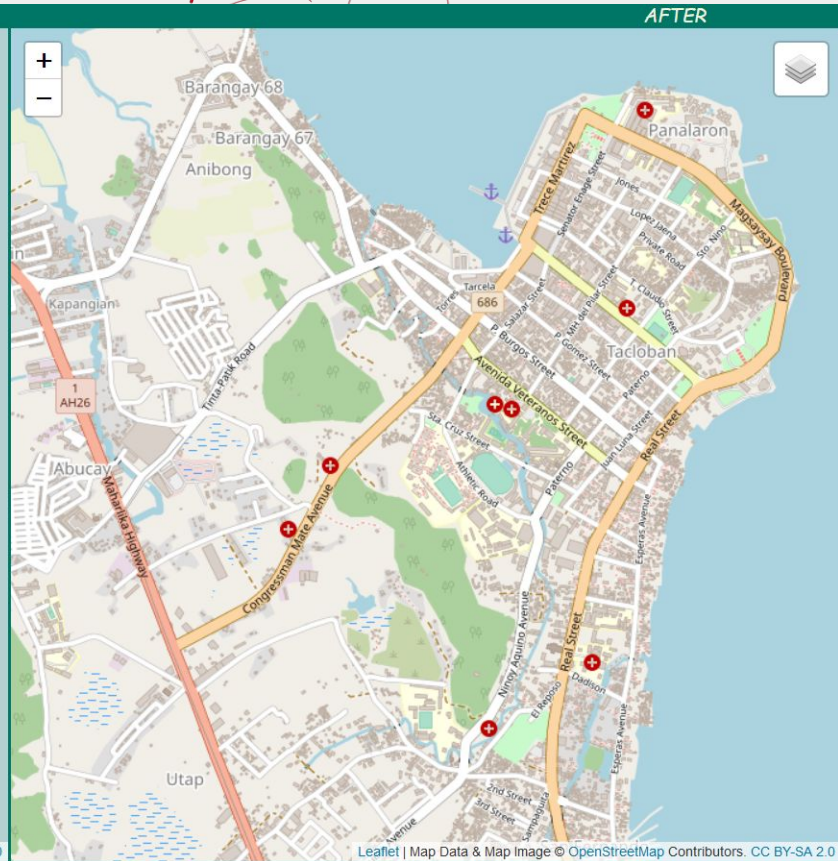 AFTER
+
−
Barangay 68
Barangay 67
Anibong
Panalaron
Trece Martirez
Senator Enage Street
Jones
Lopez Jaena
Private Road
Sto. Nino
Magsaysay Boulevard
Kapangian
Tarcela
686
Torres
Salazar Street
MH del Pilar Street
T. Claudio Street
P. Burgos Street
P. Gomez Street
Tacloban
Paterno
Avenida Veteranos Street
Tinta-Patik Road
1
AH26
Sta. Cruz Street
Juan Luna Street
Real Street
Abucay
Athletic Road
Paterno
Maharlika Highway
Congressman Mate Avenue
Esperas Avenue
Ninoy Aquino Avenue
Real Street
Dadison
El Reposo
Esperas Avenue
Utap
2nd Street
3rd Street
Sampaguita
Avenue
Leaflet | Map Data & Map Image © OpenStreetMap Contributors. CC BY-SA 2.0